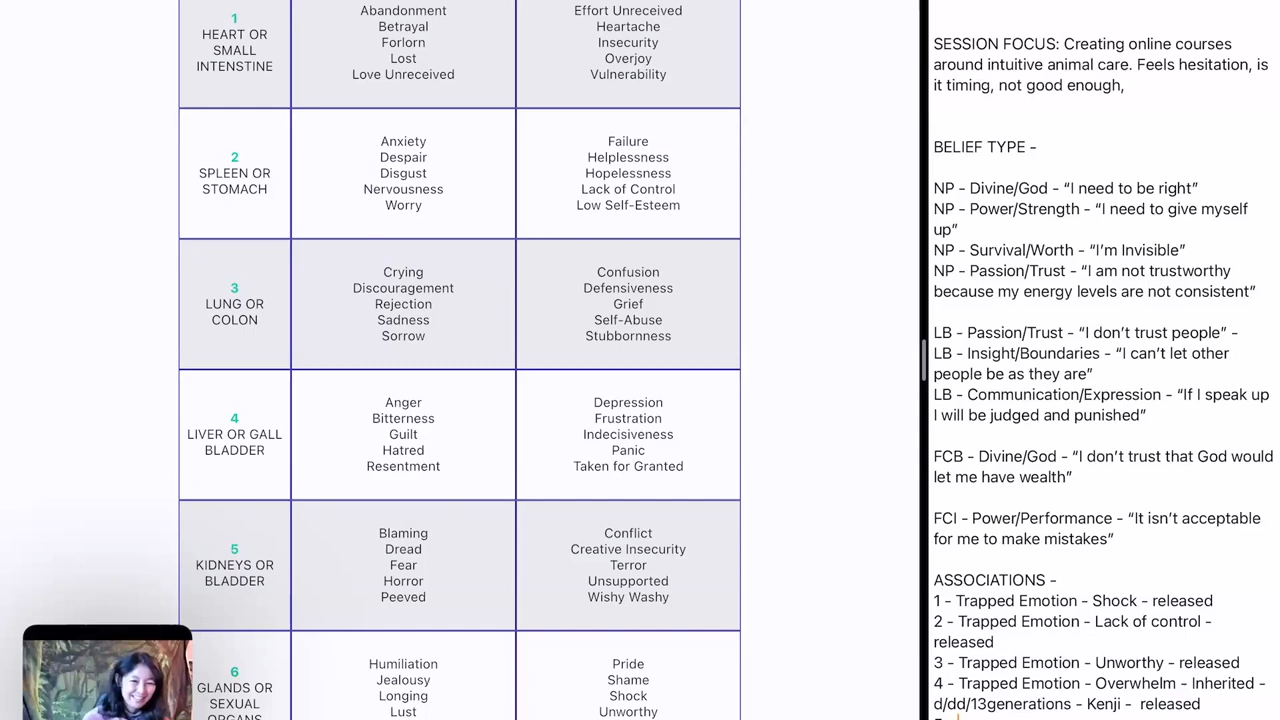 1
HEART OR
SMALL
INTENSTINE
Abandonment
Betrayal
Forlorn
Lost
Love Unreceived
Effort Unreceived
Heartache
Insecurity
Overjoy
Vulnerability
2
SPLEEN OR
STOMACH
Anxiety
Despair
Disgust
Nervousness
Worry
Failure
Helplessness
Hopelessness
Lack of Control
Low Self-Esteem
3
LUNG OR
COLON
Crying
Discouragement
Rejection
Sadness
Sorrow
Confusion
Defensiveness
Grief
Self-Abuse
Stubbornness
4
LIVER OR GALL
BLADDER
Anger
Bitterness
Guilt
Hatred
Resentment
Depression
Frustration
Indecisiveness
Panic
Taken for Granted
5
KIDNEYS OR
BLADDER
Blaming
Dread
Fear
Horror
Peeved
Conflict
Creative Insecurity
Terror
Unsupported
Wishy Washy
6
GLANDS OR
SEXUAL
ORGANS
Humiliation
Jealousy
Longing
Lust
Pride
Shame
Shock
Unworthy
SESSION FOCUS: Creating online courses
around intuitive animal care. Feels hesitation, is
it timing, not good enough,
BELIEF TYPE -
NP - Divine/God - “I need to be right”
NP - Power/Strength - “I need to give myself
up”
NP - Survival/Worth - “I’m Invisible”
NP - Passion/Trust - “I am not trustworthy
because my energy levels are not consistent”
LB - Passion/Trust - “I don’t trust people” -
LB - Insight/Boundaries - “I can’t let other
people be as they are”
LB - Communication/Expression - “If I speak up
I will be judged and punished”
FCB - Divine/God - “I don’t trust that God would
let me have wealth”
FCI - Power/Performance - “It isn’t acceptable
for me to make mistakes”
ASSOCIATIONS -
1 - Trapped Emotion - Shock - released
2 - Trapped Emotion - Lack of control -
released
3 - Trapped Emotion - Unworthy - released
4 - Trapped Emotion - Overwhelm - Inherited -
d/dd/13generations - Kenji - released